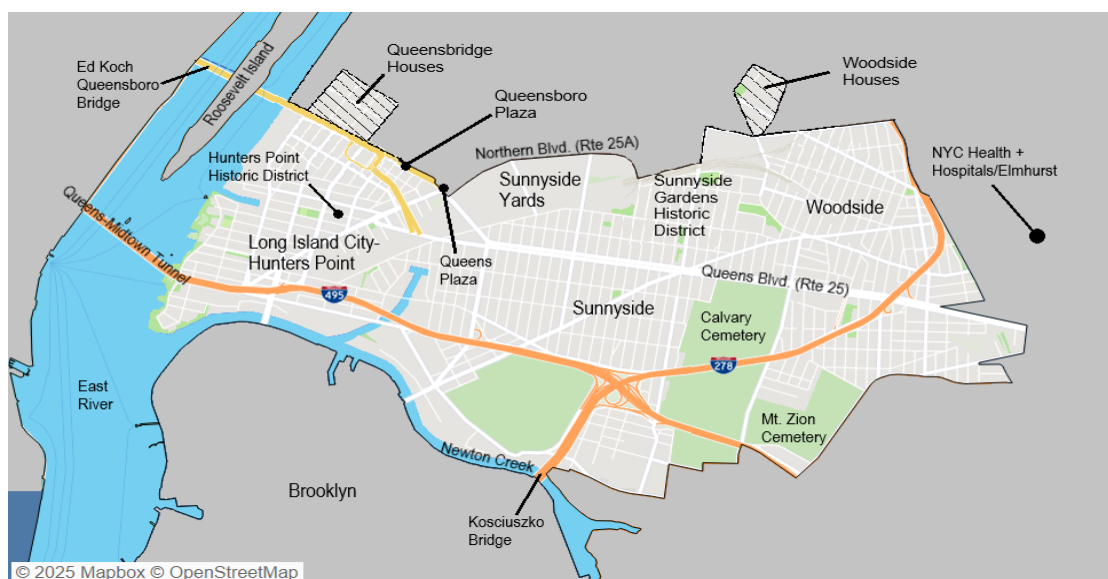 Ed Koch
Queensboro
Bridge
Roosevelt Island
Queensbridge
Houses
Queensboro
Plaza
Woodside
Houses
Northern Blvd. (Rte 25A)
Hunters Point
Historic District
Sunnyside
Yards
Sunnyside
Gardens
Historic
District
Woodside
NYC Health +
Hospitals/Elmhurst
Queens-Midtown Tunnel
Long Island City-
Hunters Point
Queens
Plaza
Queens Blvd. (Rte 25)
495
Sunnyside
Calvary
Cemetery
278
East
River
Mt. Zion
Cemetery
Newton Creek
Brooklyn
Kosciuszko
Bridge
© 2025 Mapbox © OpenStreetMap